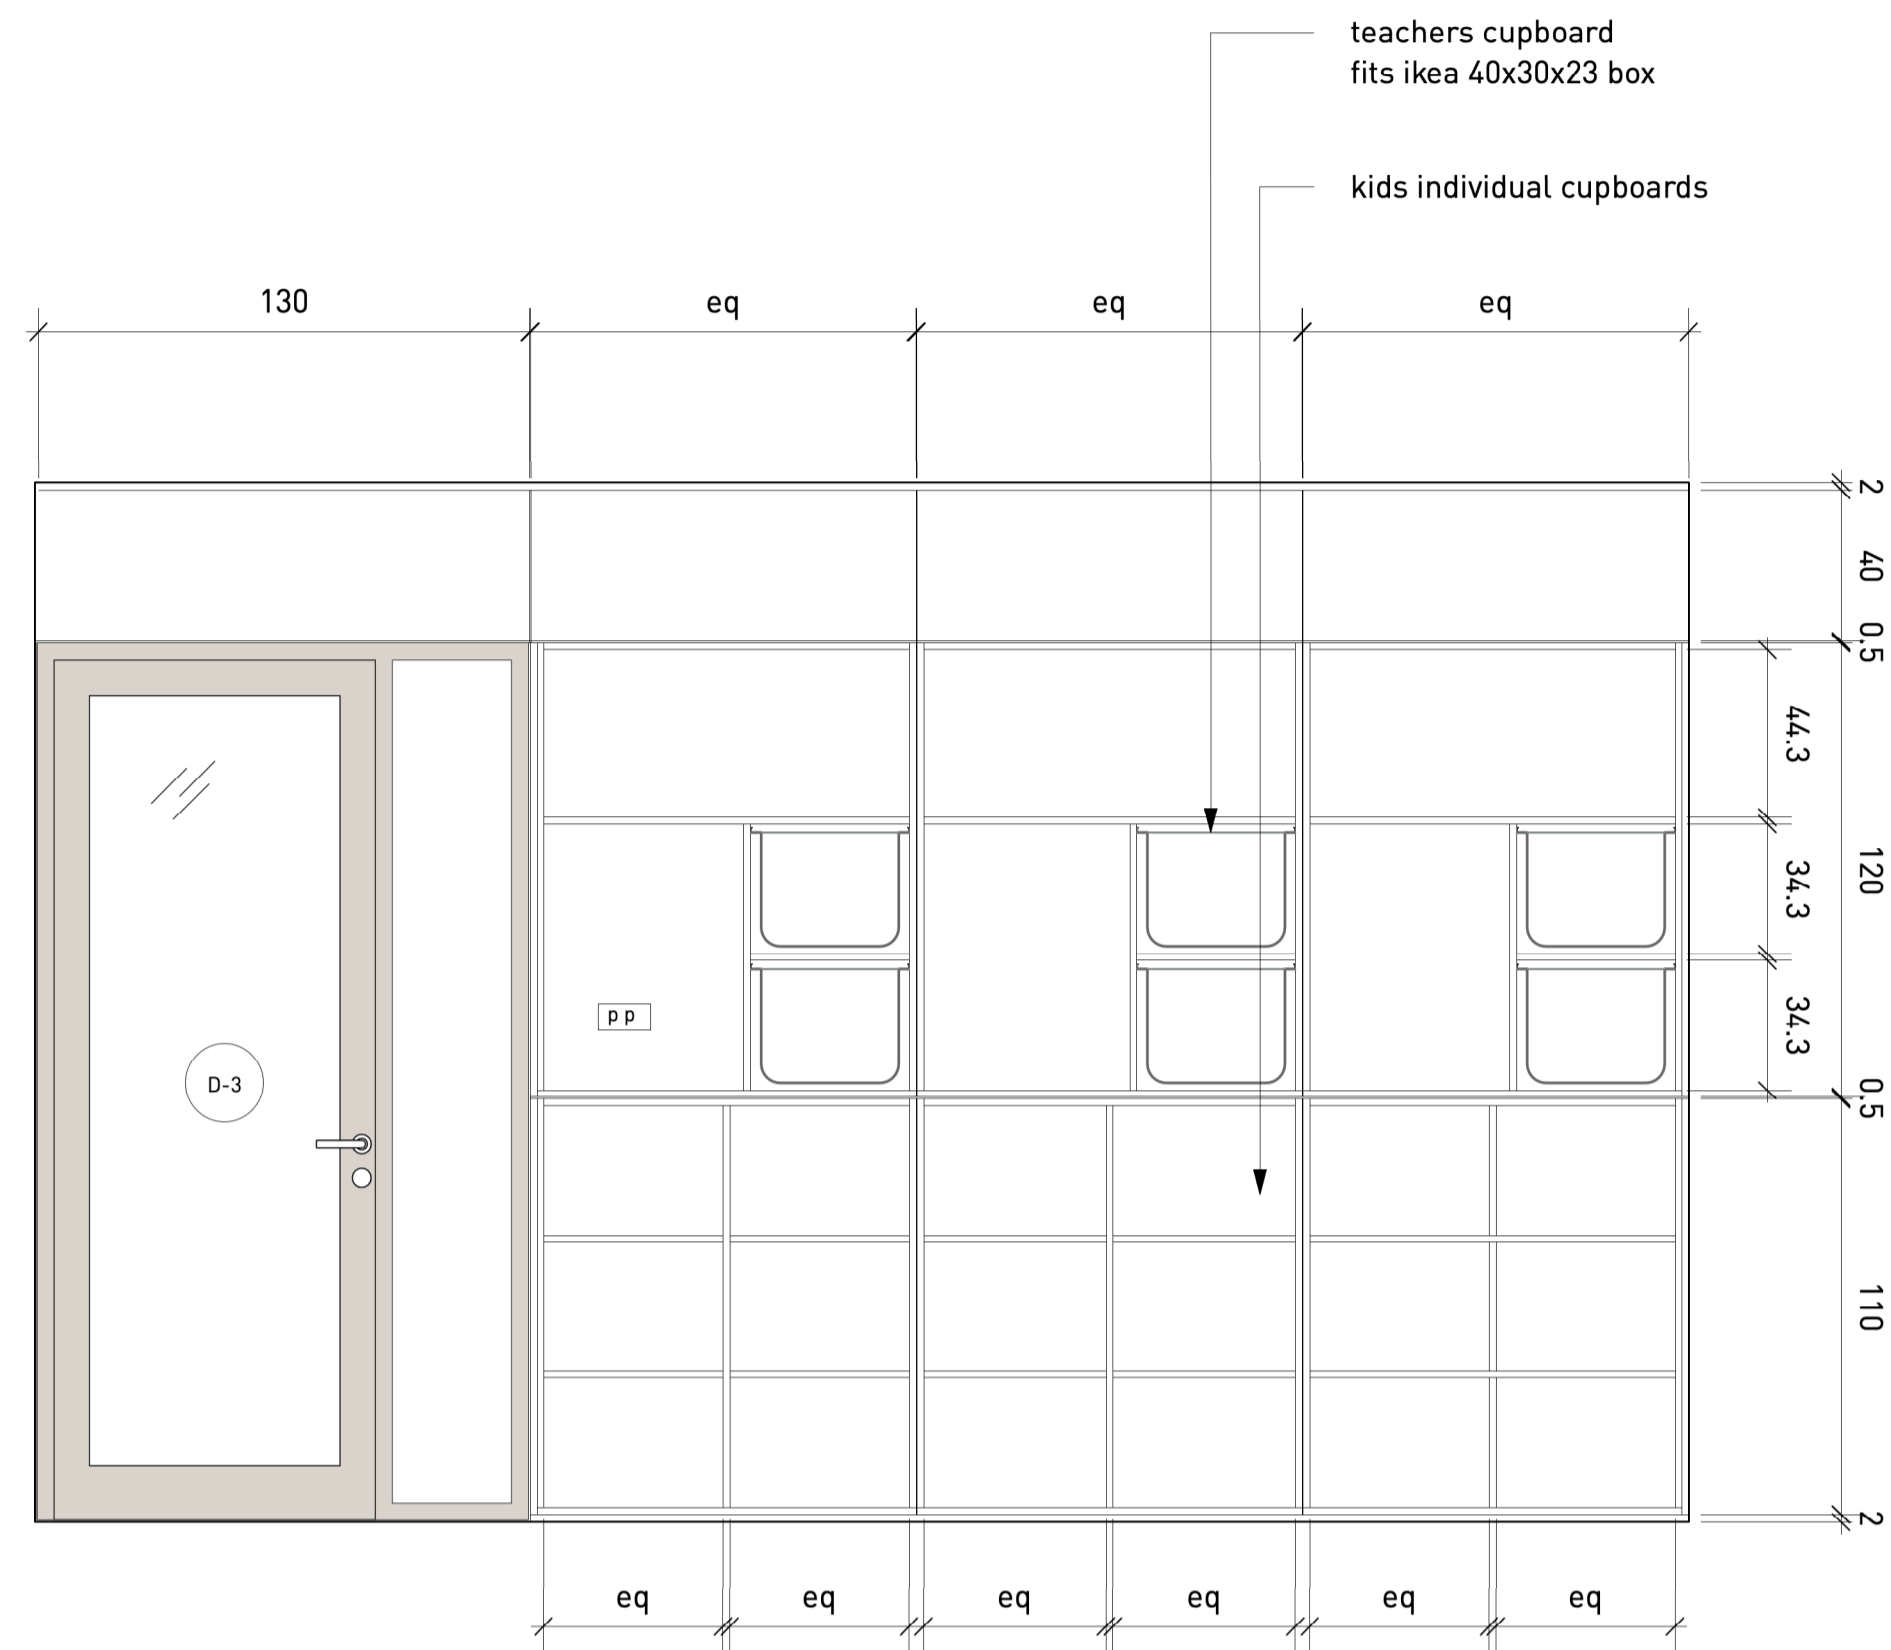 teachers cupboard
fits ikea 40x30x23 box
kids individual cupboards
130
eq
eq
eq
2
40
0.5
44.3
120
34.3
34.3
0.5
110
2
p p
D-3
eq
eq
eq
eq
eq
eq